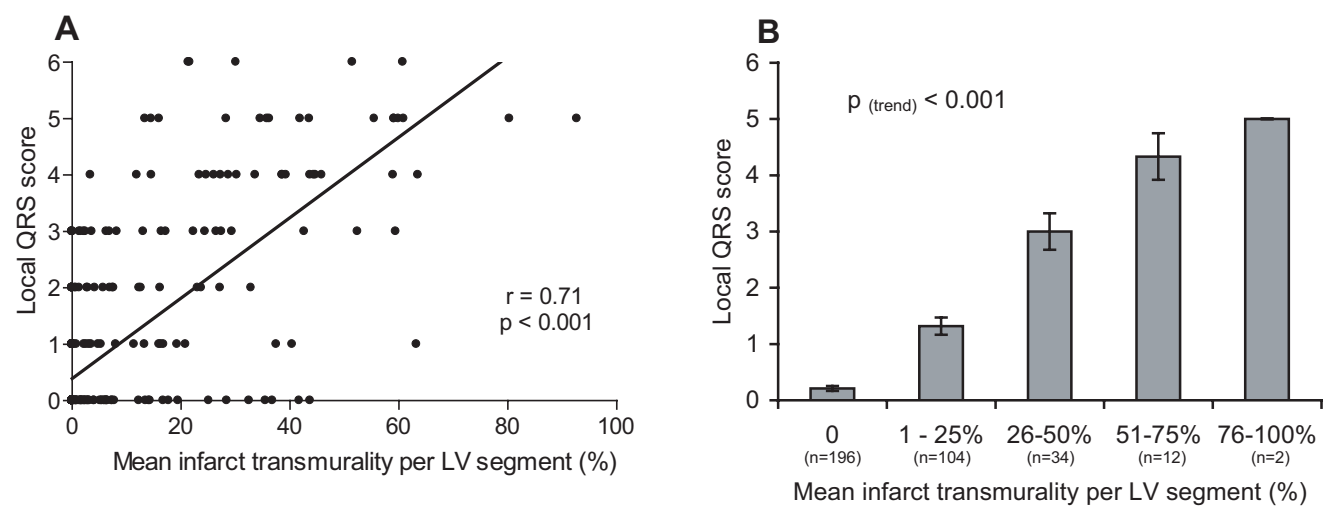 A
6
5
4
3
2
1
0
Local QRS score
r = 0.71
p < 0.001
0 20 40 60 80 100
Mean infarct transmurality per LV segment (%)
B
6
5
4
3
2
1
0
Local QRS score
p (trend) < 0.001
0 1 - 25% 26-50% 51-75% 76-100%
(n=196) (n=104) (n=34) (n=12) (n=2)
Mean infarct transmurality per LV segment (%)